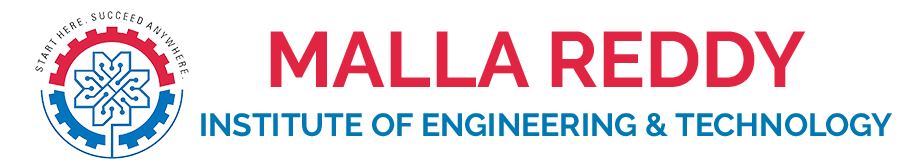 START HERE. SUCCEED ANYWHERE.
MALLA REDDY
INSTITUTE OF ENGINEERING & TECHNOLOGY